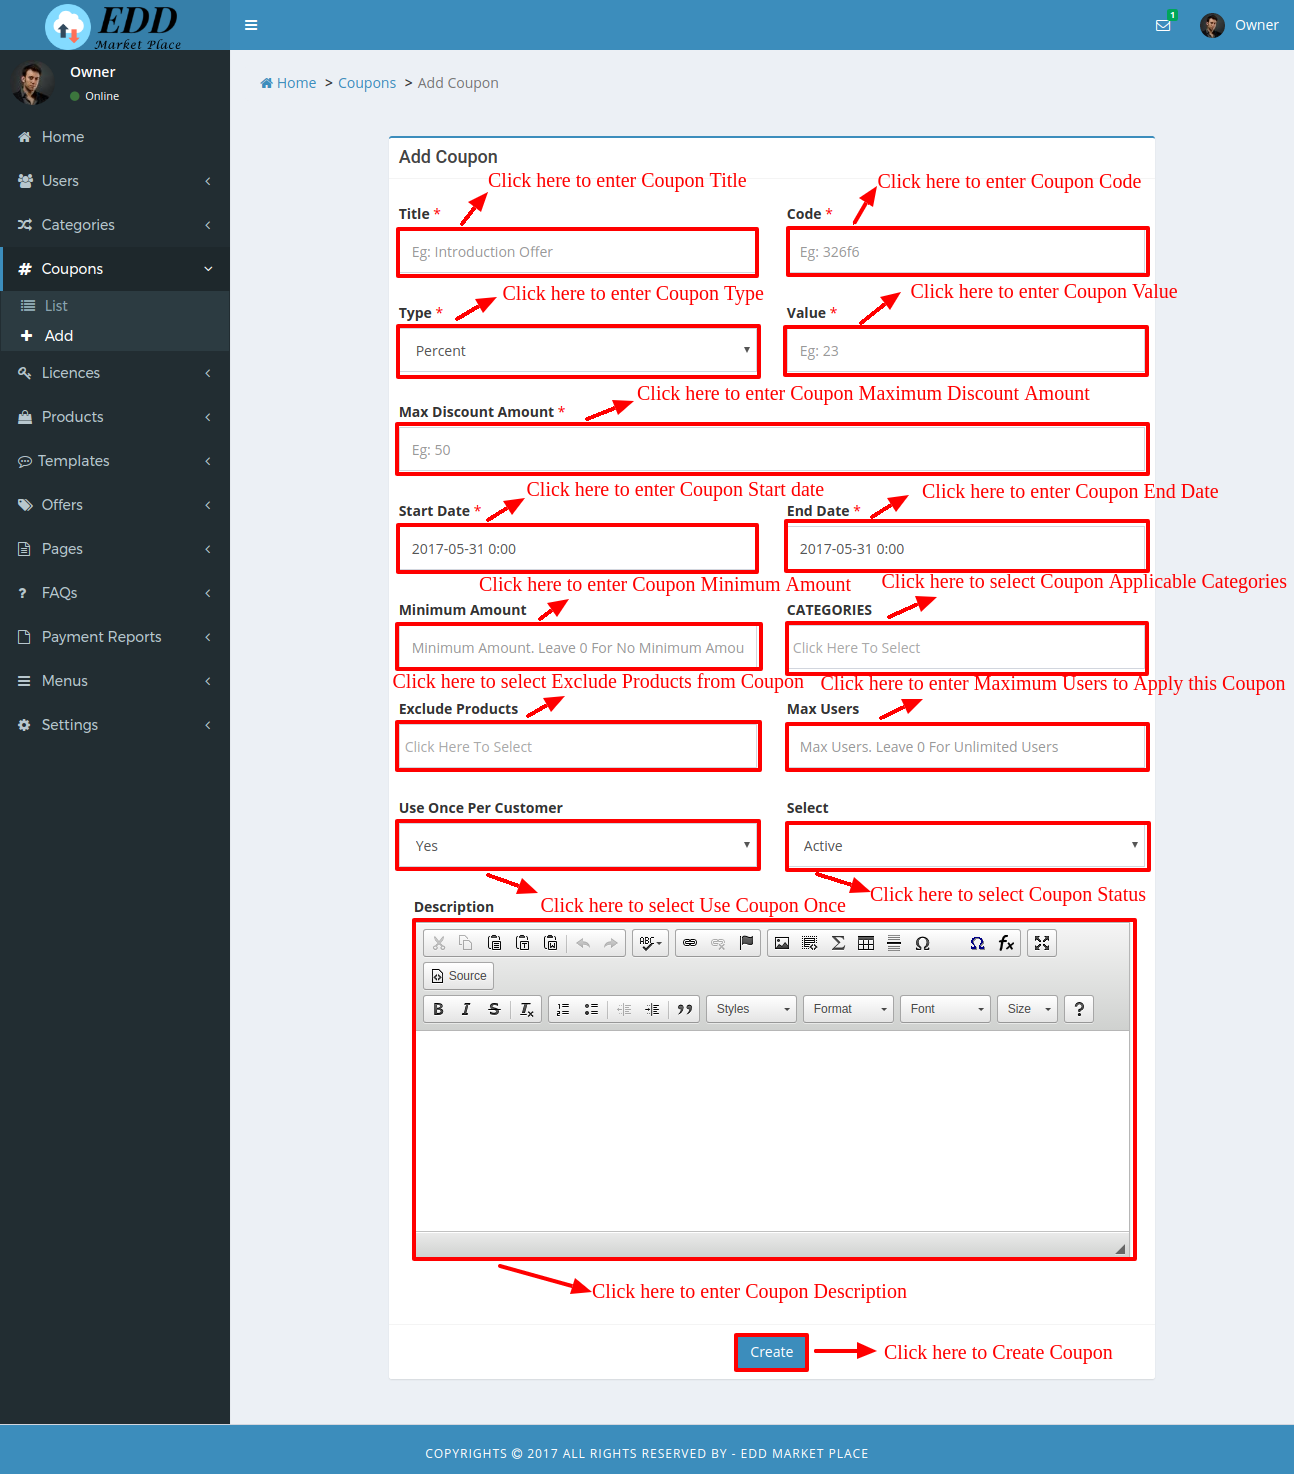 EDD
Market Place
1
Owner
Owner
Online
Home > Coupons > Add Coupon
Home
Users
Categories
Coupons
List
Add
Licences
Products
Templates
Offers
Pages
FAQs
Payment Reports
Menus
Settings
Add Coupon
Click here to enter Coupon Title
Click here to enter Coupon Code
Title *
Code *
Eg: Introduction Offer
Eg: 326f6
Click here to enter Coupon Type
Click here to enter Coupon Value
Type *
Value *
Percent
Eg: 23
Click here to enter Coupon Maximum Discount Amount
Max Discount Amount *
Eg: 50
Click here to enter Coupon Start date
Click here to enter Coupon End Date
Start Date *
End Date *
2017-05-31 0:00
2017-05-31 0:00
Click here to enter Coupon Minimum Amount
Click here to select Coupon Applicable Categories
Minimum Amount
CATEGORIES
Minimum Amount. Leave 0 For No Minimum Amou
Click Here To Select
Click here to select Exclude Products from Coupon
Click here to enter Maximum Users to Apply this Coupon
Exclude Products
Max Users
Click Here To Select
Max Users. Leave 0 For Unlimited Users
Use Once Per Customer
Select
Yes
Active
Click here to select Use Coupon Once
Click here to select Coupon Status
Description
Source
Styles
Format
Font
Size
Click here to enter Coupon Description
Create
Click here to Create Coupon
COPYRIGHTS © 2017 ALL RIGHTS RESERVED BY - EDD MARKET PLACE